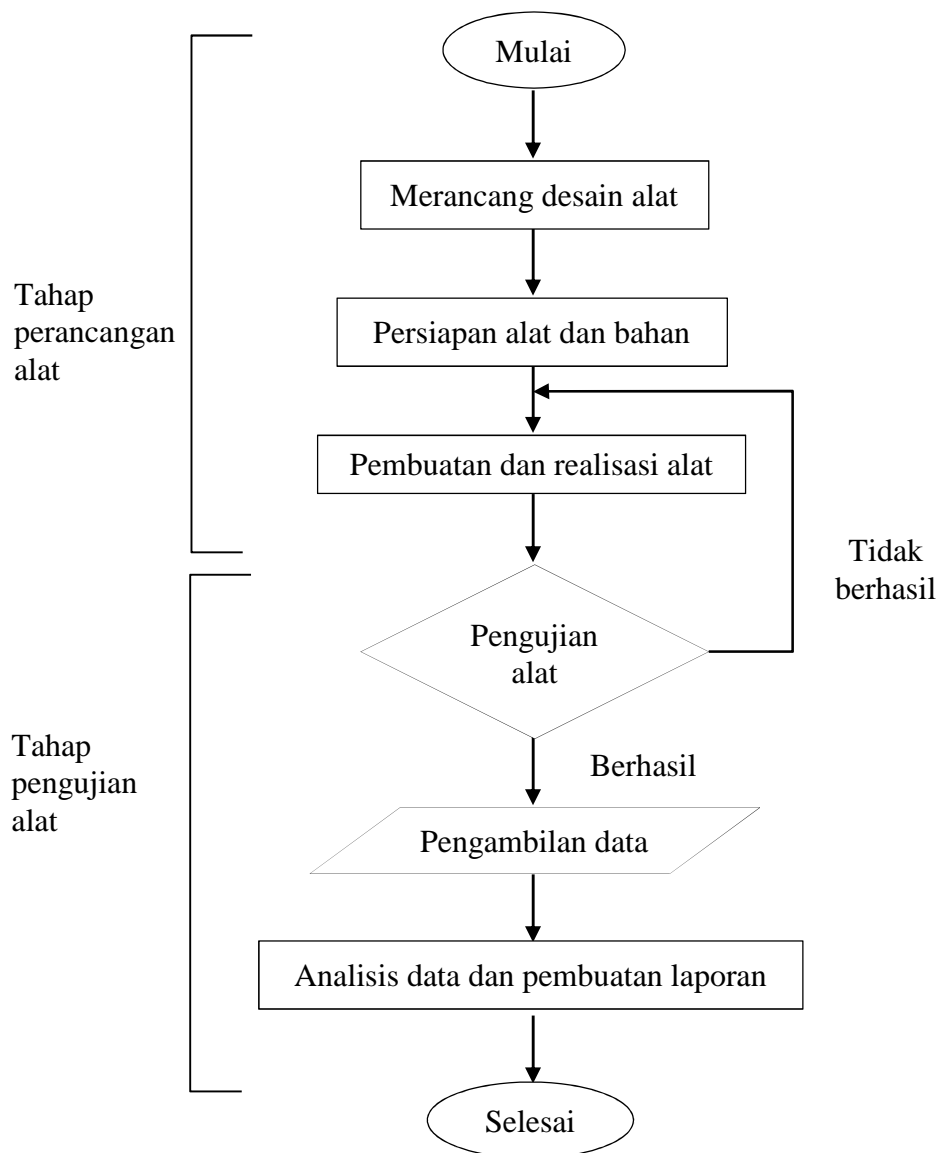 Mulai
Merancang desain alat
Tahap
perancangan
alat
Persiapan alat dan bahan
Pembuatan dan realisasi alat
Tidak
berhasil
Pengujian
alat
Tahap
pengujian
alat
Berhasil
Pengambilan data
Analisis data dan pembuatan laporan
Selesai